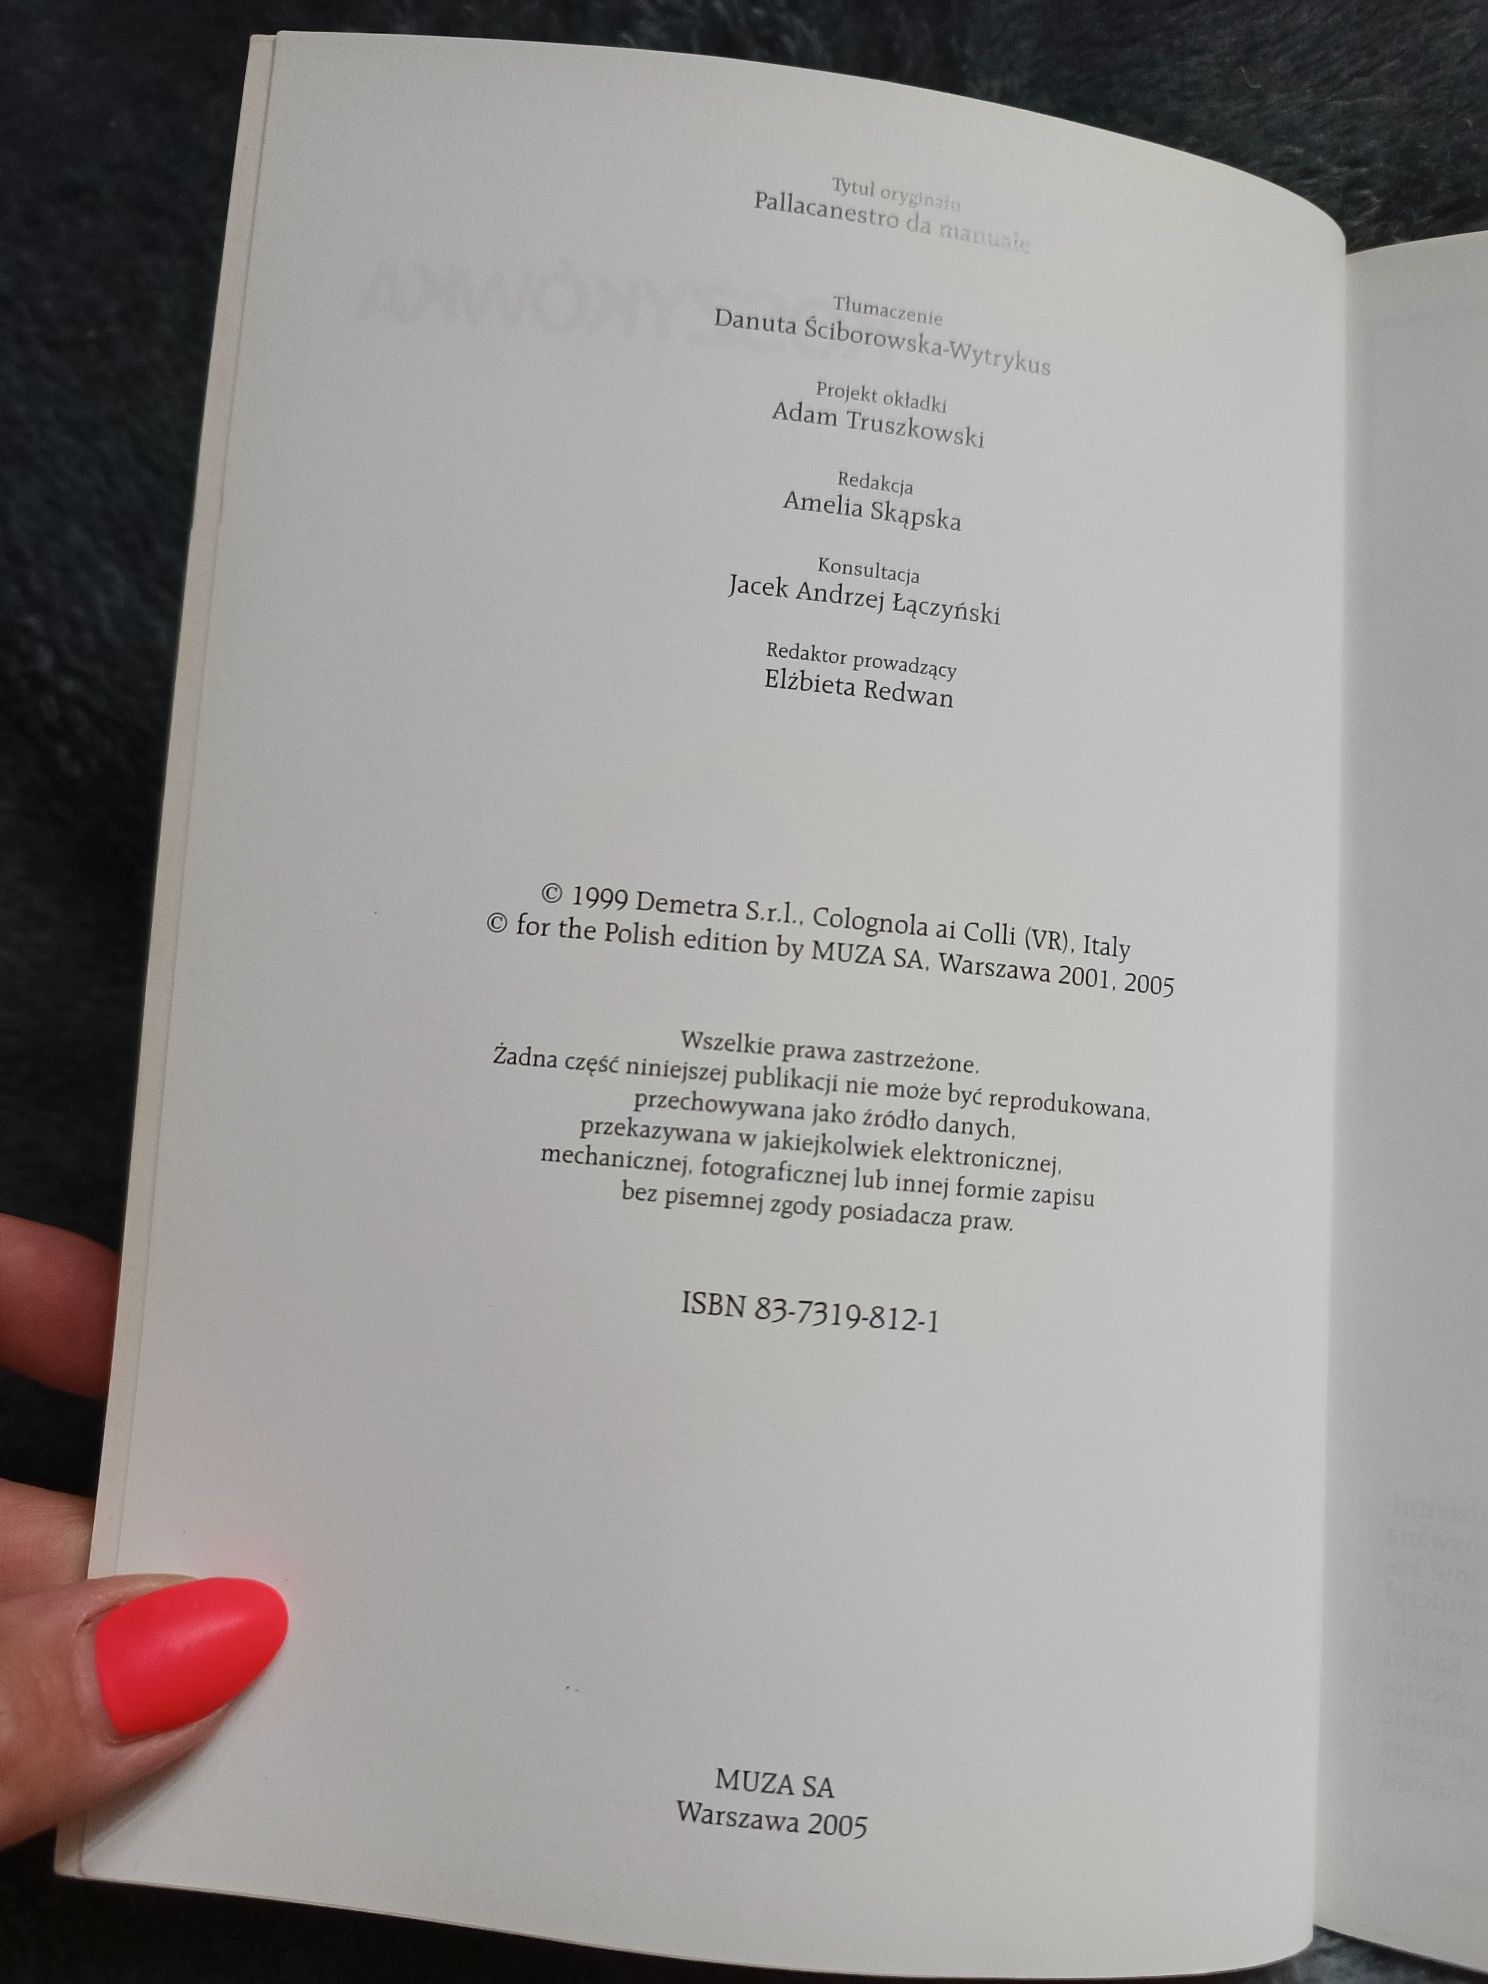 Tytuł oryginału
Pallacanestro da manuale
Tłumaczenie
Danuta Ściborowska-Wytrykus
Projekt okładki
Adam Truszkowski
Redakcja
Amelia Skąpska
Konsultacja
Jacek Andrzej Łączyński
Redaktor prowadzący
Elżbieta Redwan
© 1999 Demetra S.r.l., Colognola ai Colli (VR), Italy
© for the Polish edition by MUZA SA, Warszawa 2001, 2005
Wszelkie prawa zastrzeżone.
Żadna część niniejszej publikacji nie może być reprodukowana,
przechowywana jako źródło danych,
przekazywana w jakiejkolwiek elektronicznej,
mechanicznej, fotograficznej lub innej formie zapisu
bez pisemnej zgody posiadacza praw.
ISBN 83-7319-812-1
MUZA SA
Warszawa 2005